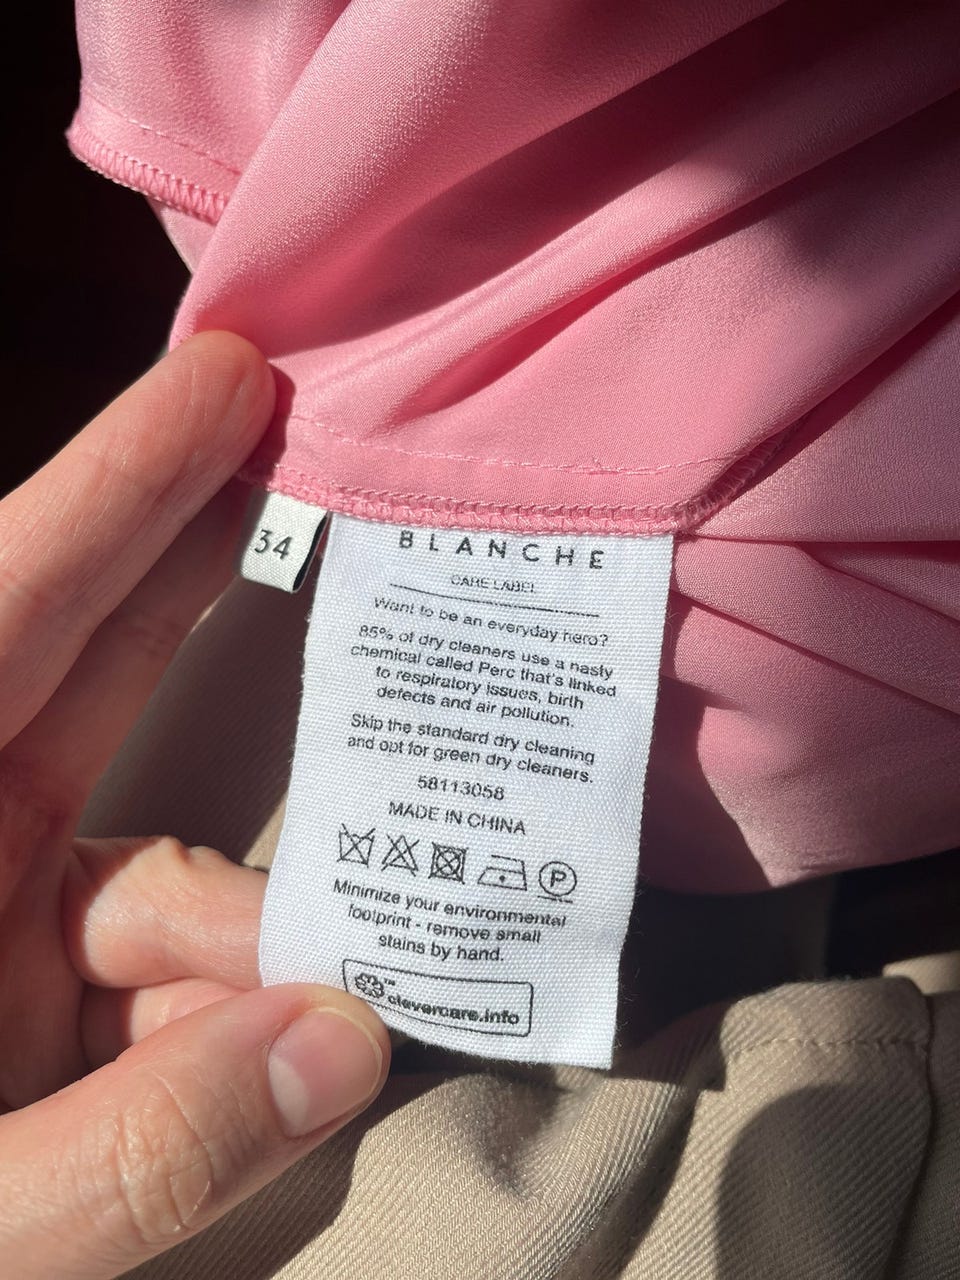 34
BLANCHE
CARE LABEL
Want to be an everyday hero?
85% of dry cleaners use a nasty
chemical called Perc that's linked
to respiratory issues, birth
defects and air pollution.
Skip the standard dry cleaning
and opt for green dry cleaners.
58113058
MADE IN CHINA
P
Minimize your environmental
footprint - remove small
stains by hand.
clevercare.info